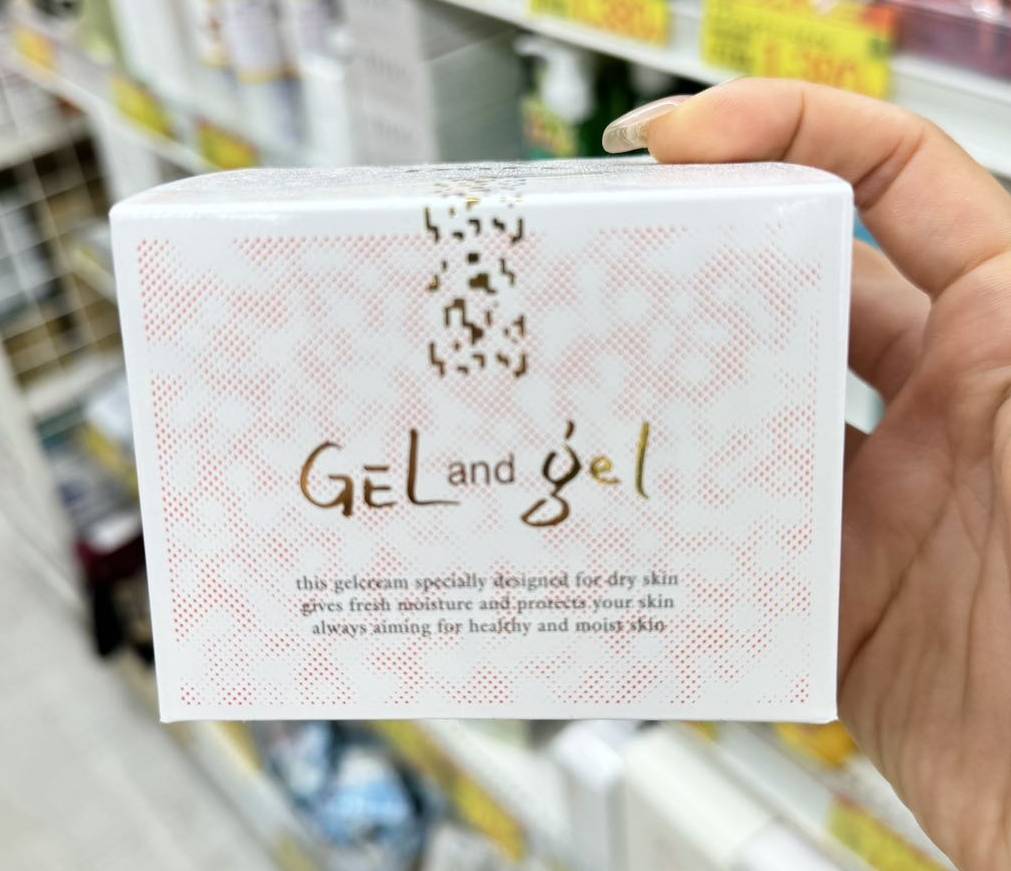 GEL and gel
this gelcream specially designed for dry skin
gives fresh moisture and protects your skin
always aiming for healthy and moist skin